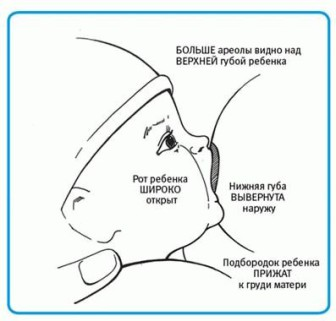 БОЛЬШЕ ареолы видно над
ВЕРХНЕЙ губой ребенка
Рот ребенка
ШИРОКО
открыт
Нижняя губа
ВЫВЕРНУТА
наружу
Подбородок ребенка
ПРИЖАТ
к груди матери